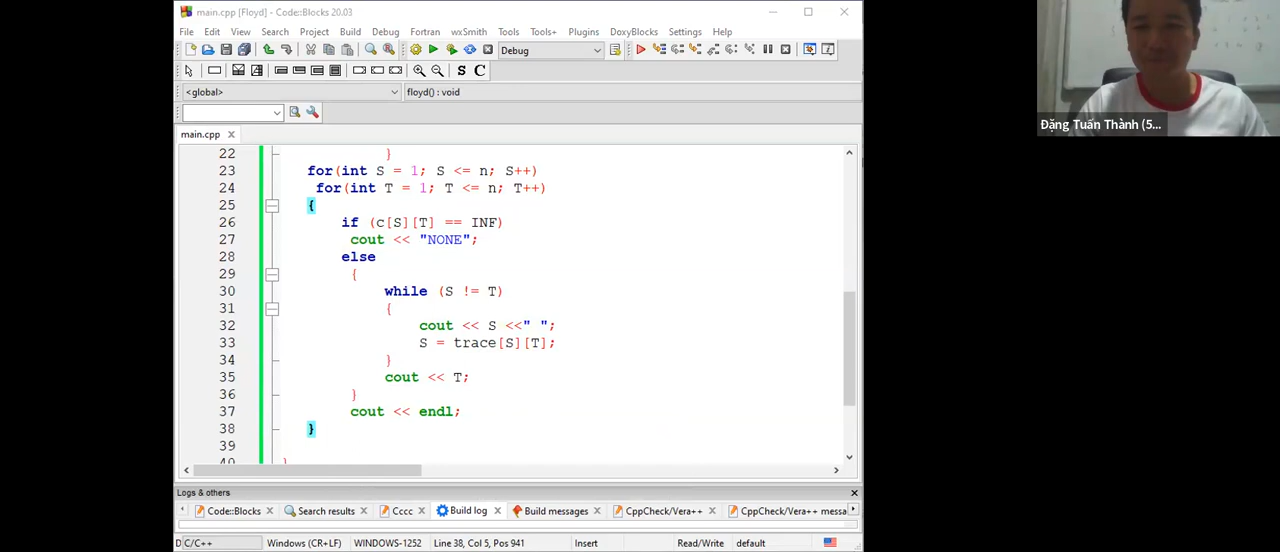 main.cpp [Floyd] - Code::Blocks 20.03
File Edit View Search Project Build Debug Fortran wxSmith Tools Tools+ Plugins DoxyBlocks Settings Help
Debug
S C
<global> floyd() : void
main.cpp
22 }
23 for(int S = 1; S <= n; S++)
24 for(int T = 1; T <= n; T++)
25 {
26 if (c[S][T] == INF)
27 cout << "NONE";
28 else
29 {
30 while (S != T)
31 {
32 cout << S <<" ";
33 S = trace[S][T];
34 }
35 cout << T;
36 }
37 cout << endl;
38 }
39
40 }
Logs & others
Code::Blocks Search results Cccc Build log Build messages CppCheck/Vera++ CppCheck/Vera++ messa
D C/C++ Windows (CR+LF) WINDOWS-1252 Line 38, Col 5, Pos 941 Insert Read/Write default
Đặng Tuấn Thành (5...